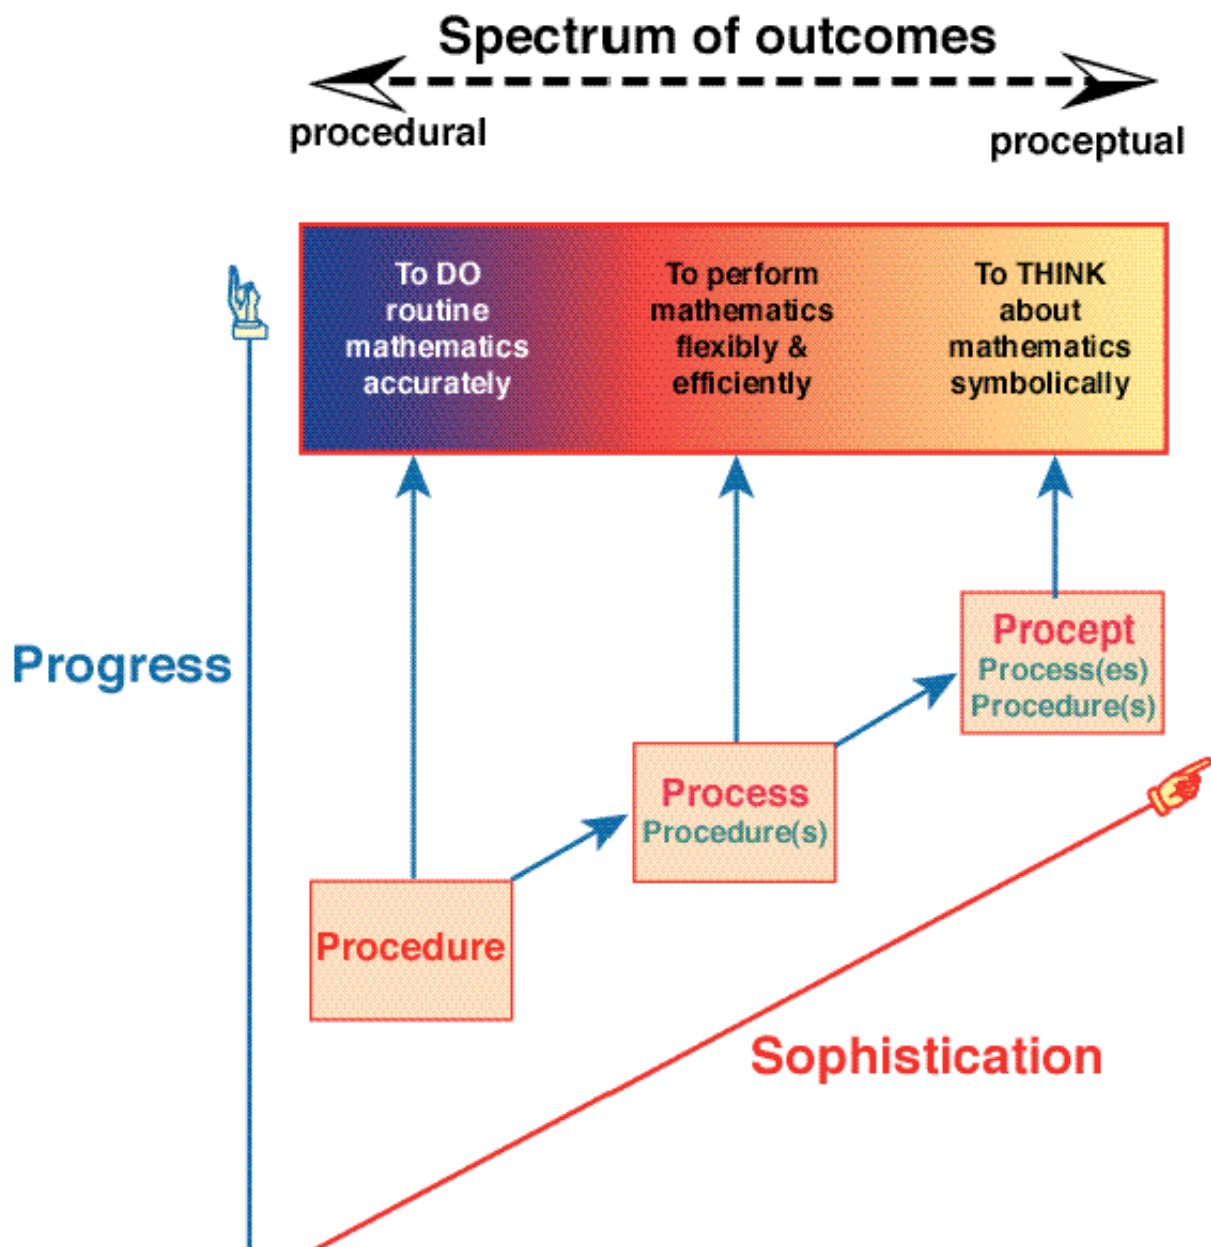 Spectrum of outcomes
procedural
proceptual
To DO
routine
mathematics
accurately
To perform
mathematics
flexibly &
efficiently
To THINK
about
mathematics
symbolically
Progress
Procept
Process(es)
Procedure(s)
Process
Procedure(s)
Procedure
Sophistication